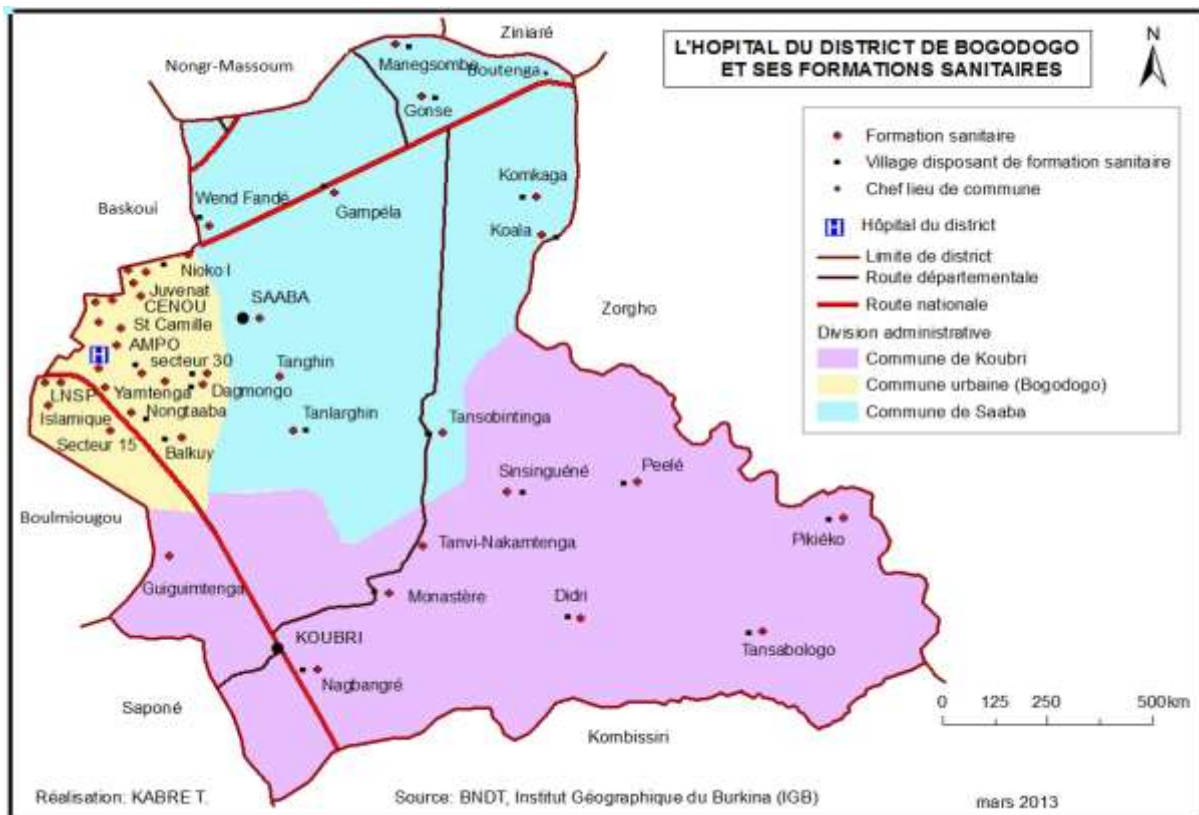 L'HOPITAL DU DISTRICT DE BOGODOGO
ET SES FORMATIONS SANITAIRES
N
Ziniaré
Nongr-Massoum
Manegsombo
Boutenga
Gonse
Formation sanitaire
Village disposant de formation sanitaire
Chef lieu de commune
H Hôpital du district
Limite de district
Route départementale
Route nationale
Division administrative
Commune de Koubri
Commune urbaine (Bogodogo)
Commune de Saaba
Wend Fandé
Gampéla
Komkaga
Baskoui
Koala
Nioko I
Juvenat
CENOU
SAABA
Zorgho
St Camille
H
AMPO
secteur 30
Tanghin
LNSP
Yamtenga
Dagmongo
Islamique
Nongtaaba
Tanlarghin
Tansobintinga
Secteur 15
Balkuy
Sinsinguéné
Peelé
Boulmiougou
Pikiéko
Tanvi-Nakamtenga
Guiguimtenga
Monastère
Didri
KOUBRI
Tansabologo
Nagbangré
Saponé
Kombissiri
0 125 250 500km
Réalisation: KABRE T.
Source: BNDT, Institut Géographique du Burkina (IGB)
mars 2013